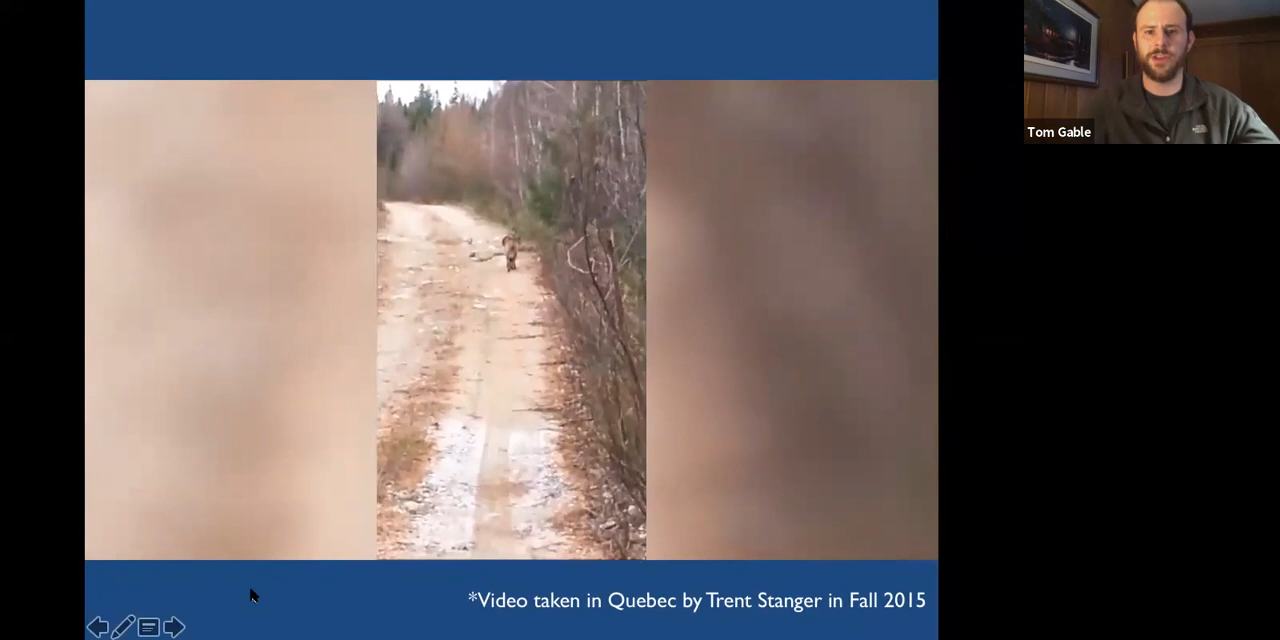 Tom Gable
*Video taken in Quebec by Trent Stanger in Fall 2015